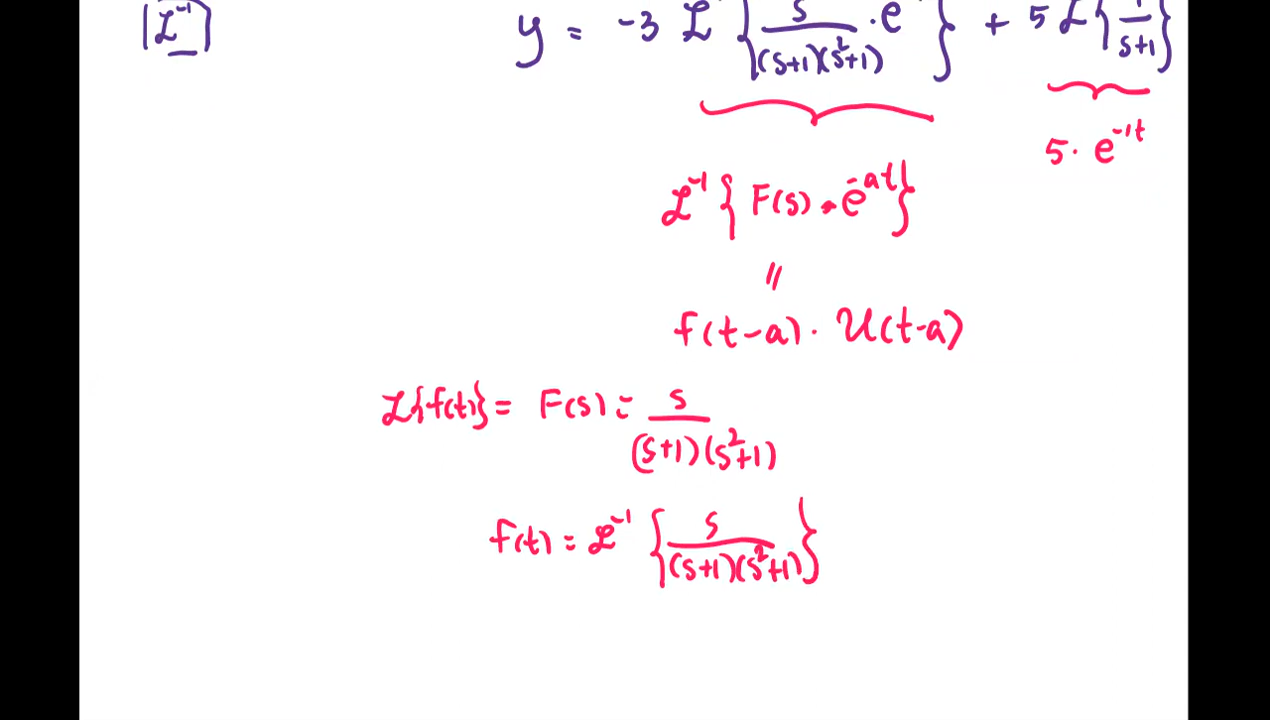 |ℒ⁻¹|
y = -3 ℒ { s/((s+1)(s²+1)) · e } + 5 ℒ { 1/(s+1) }
5 · e^{-1t}
ℒ⁻¹ { F(s) · e^{-at} }
=
f(t-a) · U(t-a)
ℒ{f(t)} = F(s) = s/((s+1)(s²+1))
f(t) = ℒ⁻¹ { s/((s+1)(s²+1)) }